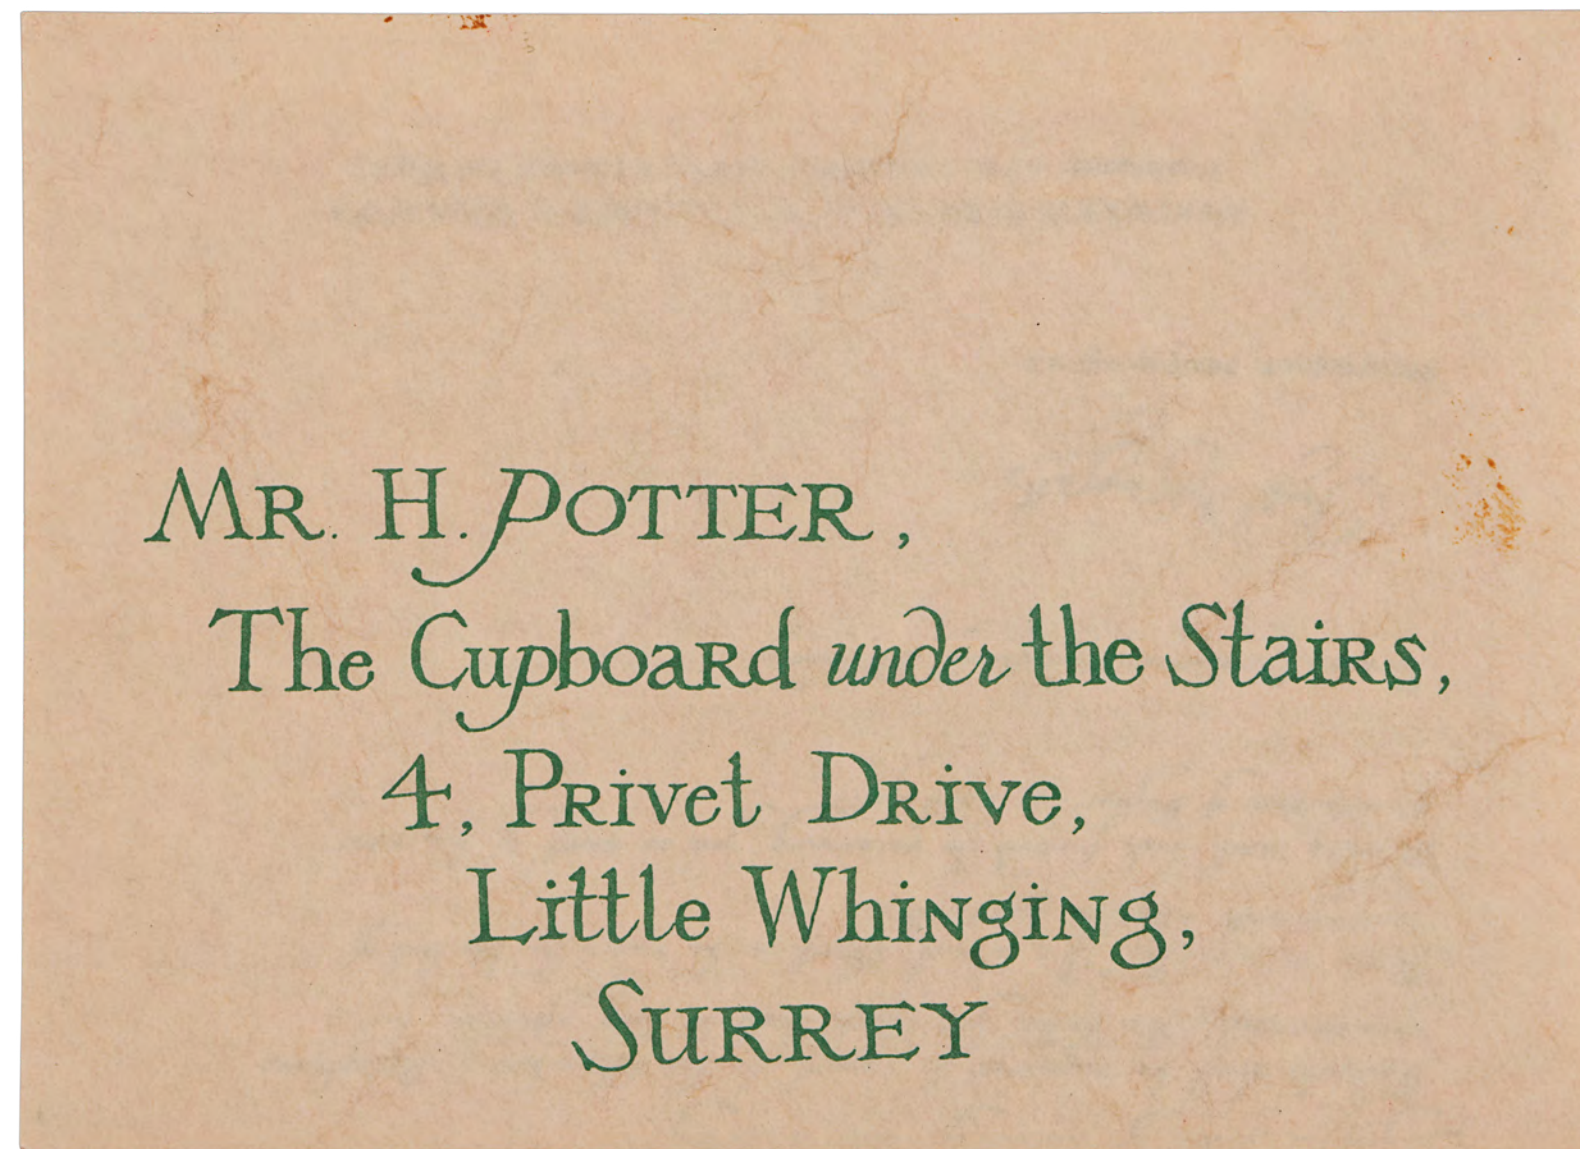 Mr. H. Potter,
The Cupboard under the Stairs,
4, Privet Drive,
Little Whinging,
Surrey